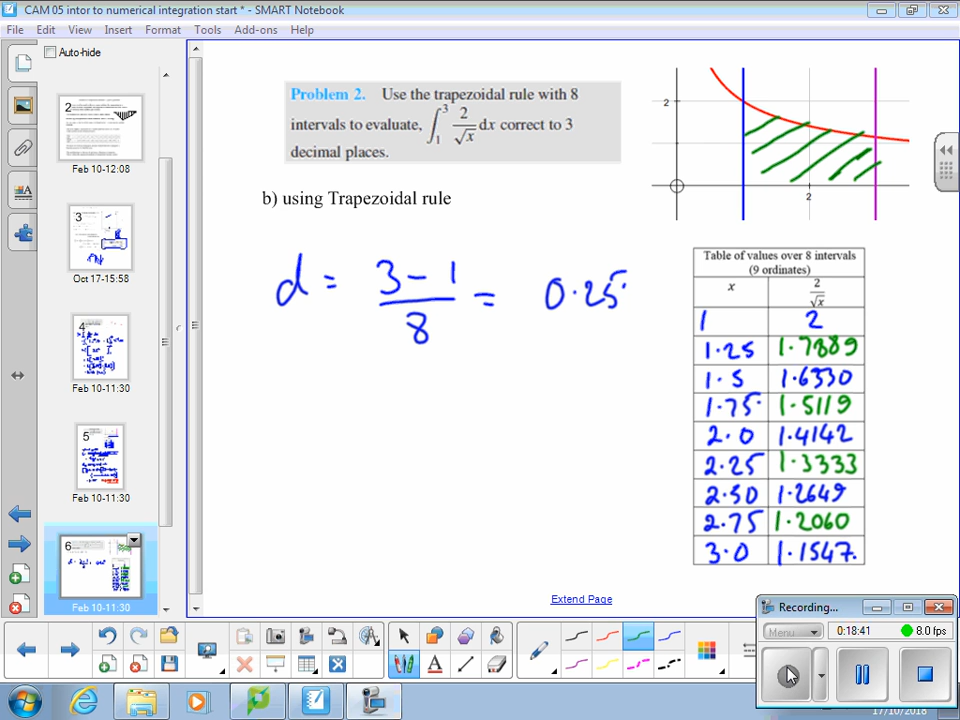 CAM 05 intor to numerical integration start * - SMART Notebook
File Edit View Insert Format Tools Add-ons Help
Auto-hide
2
Feb 10-12:08
3
Oct 17-15:58
4
Feb 10-11:30
5
Feb 10-11:30
6
Feb 10-11:30
Problem 2. Use the trapezoidal rule with 8
intervals to evaluate, ∫₁³ 2/√x dx correct to 3
decimal places.
b) using Trapezoidal rule
d = 3 - 1 / 8 = 0.25
2
2
Table of values over 8 intervals
(9 ordinates)
x 2/√x
1 2
1.25 1.7889
1.5 1.6330
1.75 1.5119
2.0 1.4142
2.25 1.3333
2.50 1.2649
2.75 1.2060
3.0 1.1547
Extend Page
Recording...
Menu 0:18:41 8.0 fps
17/10/2018